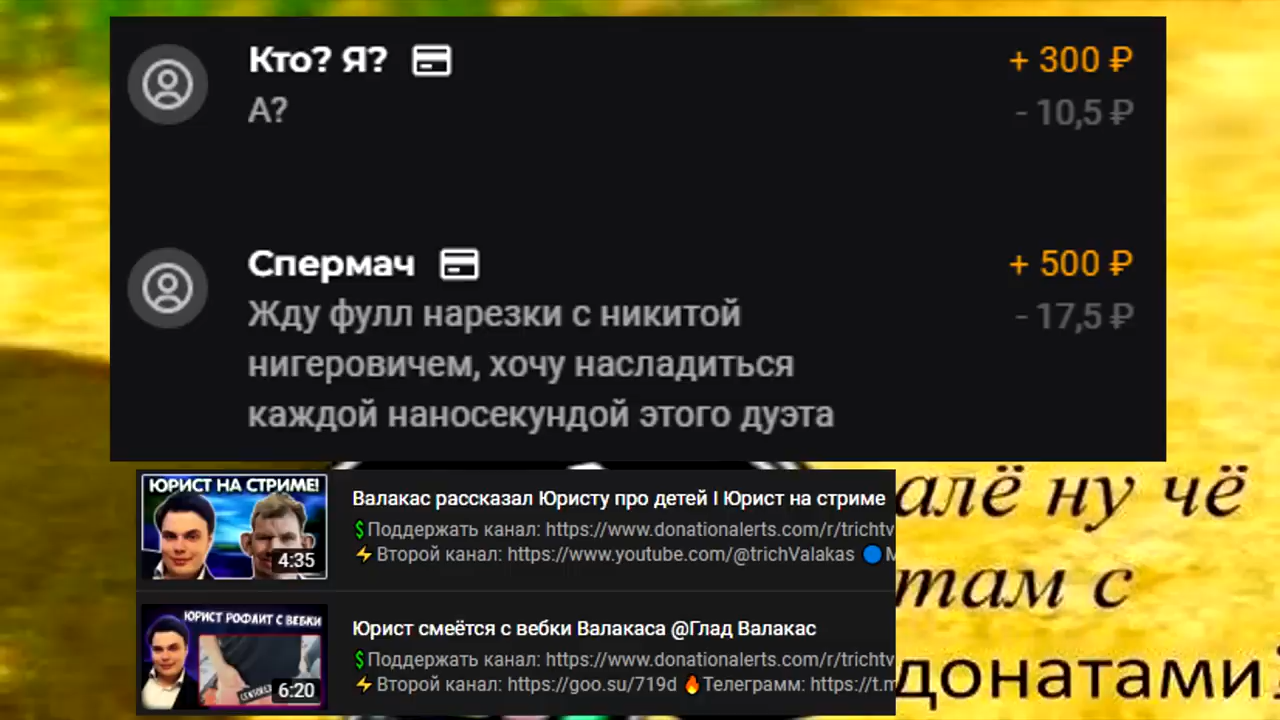 Кто? Я?
+ 300 ₽
А?
- 10,5 ₽
Спермач
+ 500 ₽
Жду фулл нарезки с никитой
- 17,5 ₽
нигеровичем, хочу насладиться
каждой наносекундой этого дуэта
ЮРИСТ НА СТРИМЕ!
4:35
Валакас рассказал Юристу про детей l Юрист на стриме
Поддержать канал: https://www.donationalerts.com/r/trichtv
Второй канал: https://www.youtube.com/@trichValakas
ЮРИСТ РОФЛИТ С ВЕБКИ
CENSORED
6:20
Юрист смеётся с вебки Валакаса @Глад Валакас
Поддержать канал: https://www.donationalerts.com/r/trichtv
Второй канал: https://goo.su/719d Телеграмм: https://t.m
алё ну чё
там с
донатами?